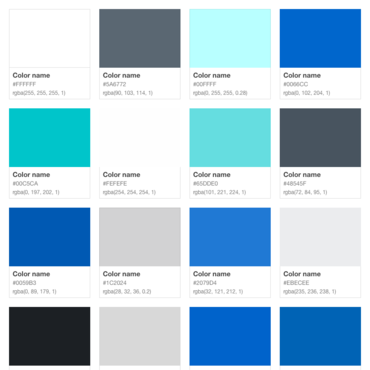 Color name
#FFFFFF
rgba(255, 255, 255, 1)
Color name
#5A6772
rgba(90, 103, 114, 1)
Color name
#00FFFF
rgba(0, 255, 255, 0.28)
Color name
#0066CC
rgba(0, 102, 204, 1)
Color name
#00C5CA
rgba(0, 197, 202, 1)
Color name
#FEFEFE
rgba(254, 254, 254, 1)
Color name
#65DDE0
rgba(101, 221, 224, 1)
Color name
#48545F
rgba(72, 84, 95, 1)
Color name
#0059B3
rgba(0, 89, 179, 1)
Color name
#1C2024
rgba(28, 32, 36, 0.2)
Color name
#2079D4
rgba(32, 121, 212, 1)
Color name
#EBECEE
rgba(235, 236, 238, 1)